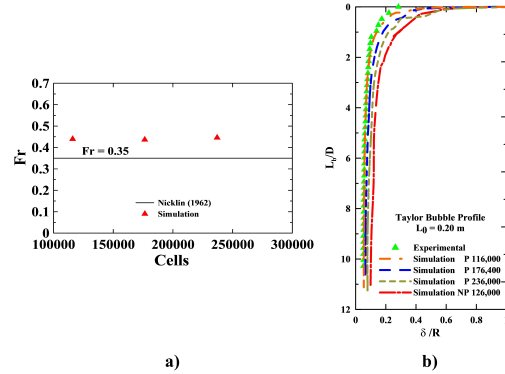 a)
0.7
0.6
0.5
0.4
0.3
0.2
0.1
0
Fr
Fr = 0.35
Nicklin (1962)
Simulation
100000 150000 200000 250000 300000
Cells
a)
0
2
4
6
8
10
12
L_b/D
Taylor Bubble Profile
L0 = 0.20 m
Experimental
Simulation P 116,000
Simulation P 176,400
Simulation P 236,000
Simulation NP 126,000
0 0.2 0.4 0.6 0.8
δ /R
b)